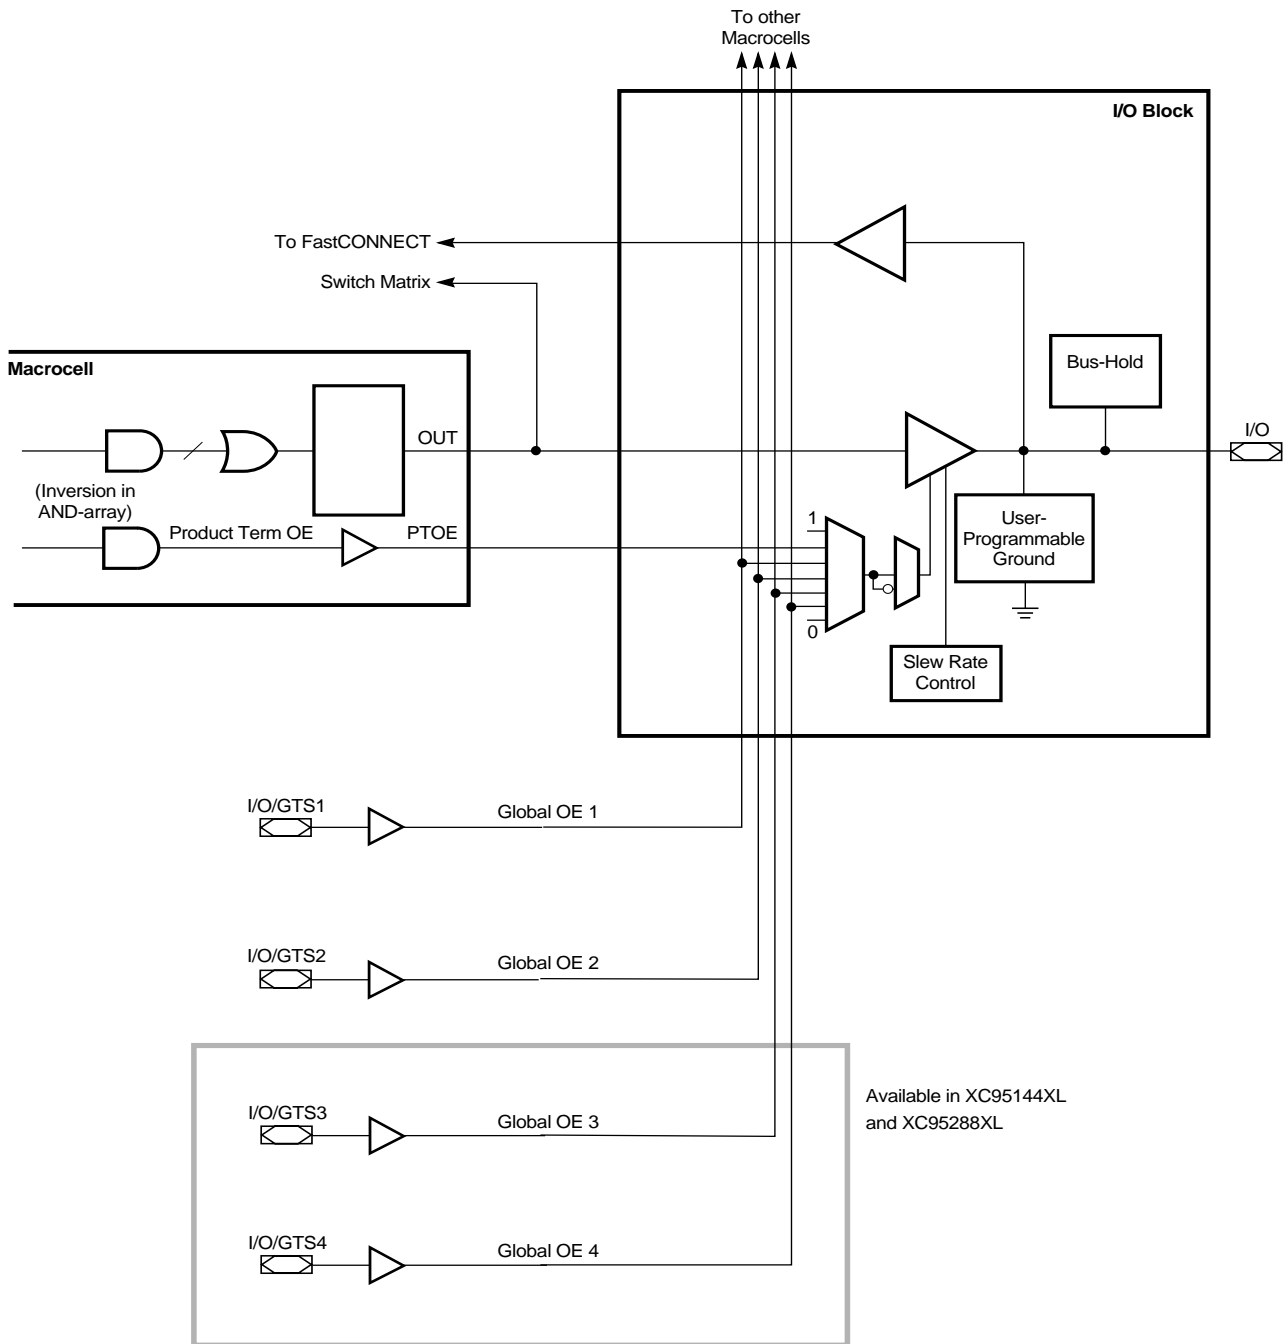 To other
Macrocells
I/O Block
To FastCONNECT
Switch Matrix
Macrocell
Bus-Hold
OUT
I/O
(Inversion in
AND-array)
Product Term OE
PTOE
1
User-
Programmable
Ground
0
Slew Rate
Control
I/O/GTS1
Global OE 1
I/O/GTS2
Global OE 2
I/O/GTS3
Global OE 3
Available in XC95144XL
and XC95288XL
I/O/GTS4
Global OE 4